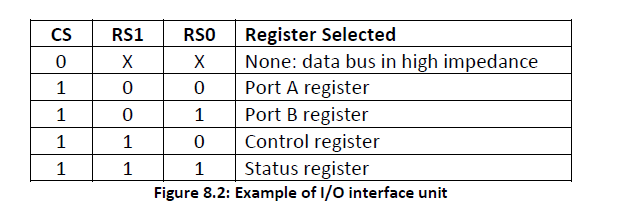 CS RS1 RS0 Register Selected
0 X X None: data bus in high impedance
1 0 0 Port A register
1 0 1 Port B register
1 1 0 Control register
1 1 1 Status register
Figure 8.2: Example of I/O interface unit